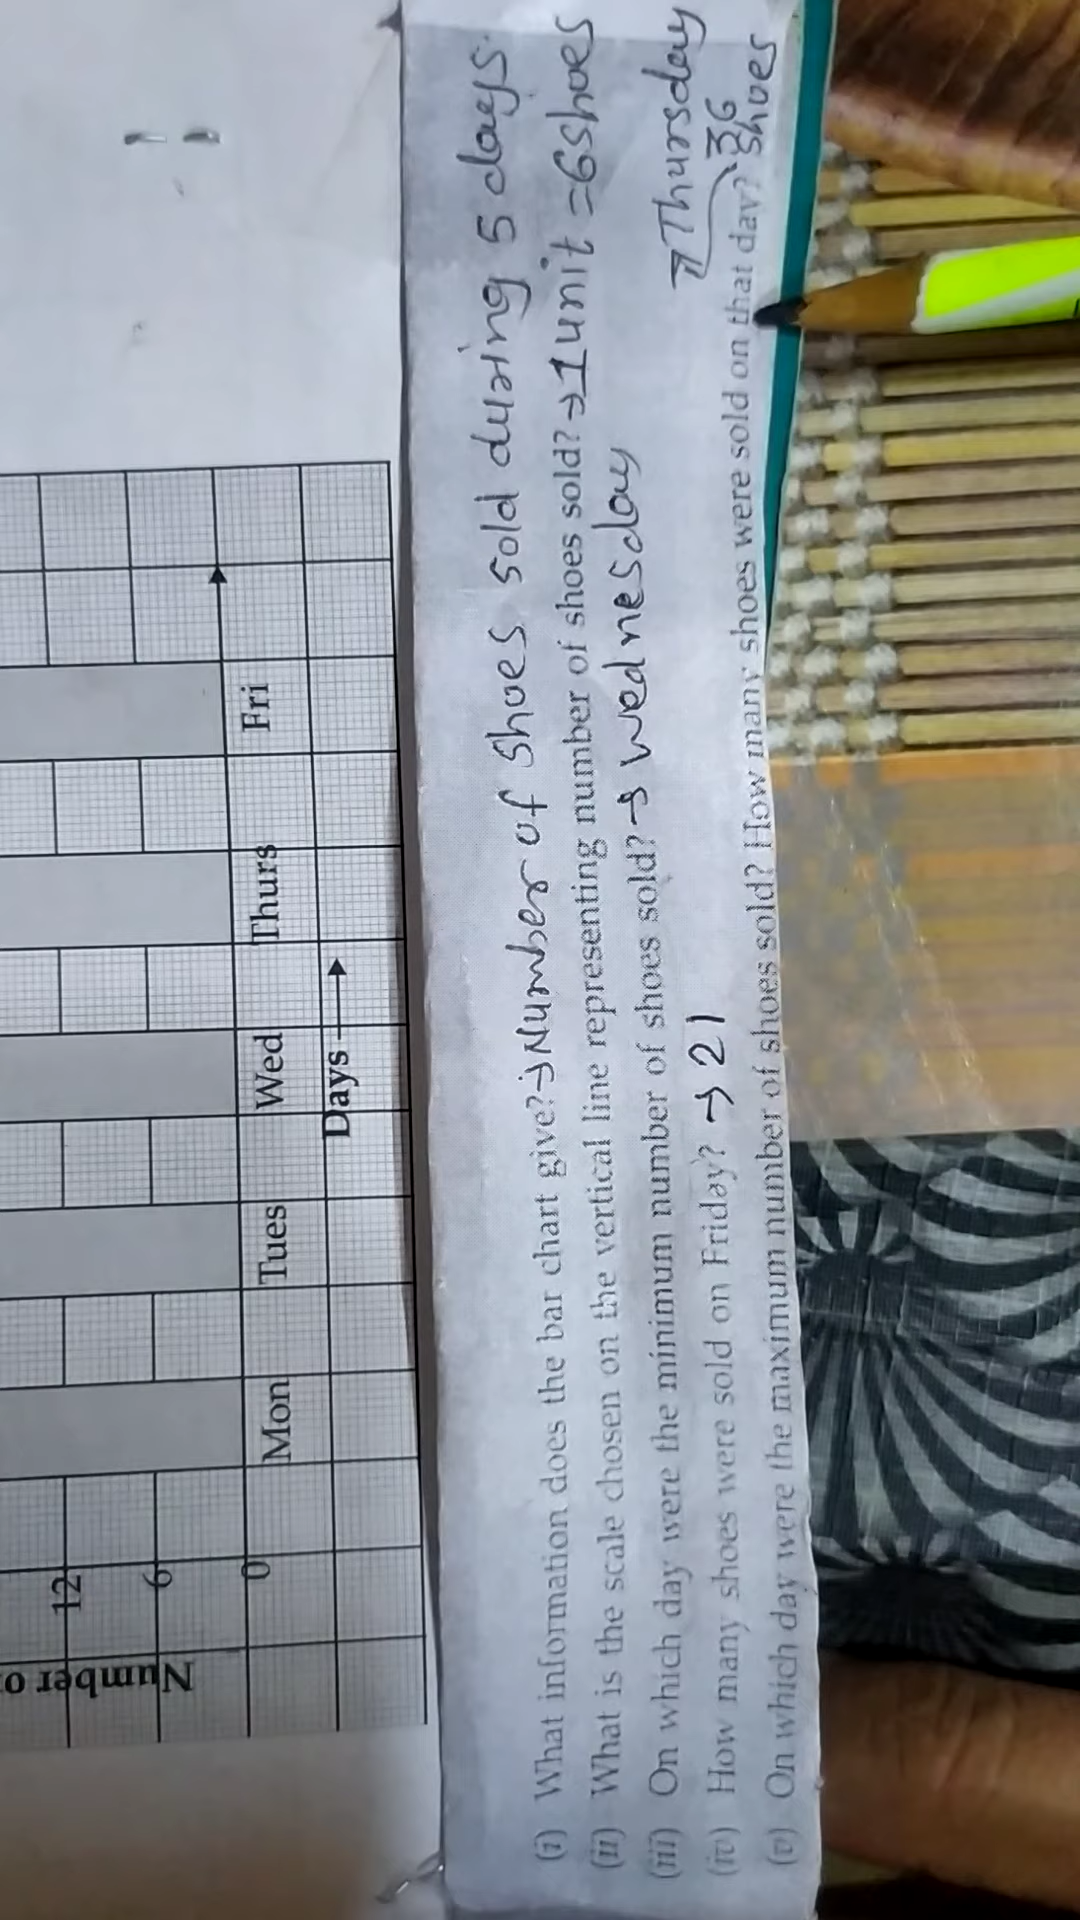 Number o
12
6
0
Mon Tues Wed Thurs Fri
Days
(i) What information does the bar chart give? → Number of Shoes sold during 5 days.
(ii) What is the scale chosen on the vertical line representing number of shoes sold? → 1 unit = 6 shoes
(iii) On which day were the minimum number of shoes sold? → wednesday
(iv) How many shoes were sold on Friday? → 21
Thursday
(v) On which day were the maximum number of shoes sold? How many shoes were sold on that day? 36 shoes